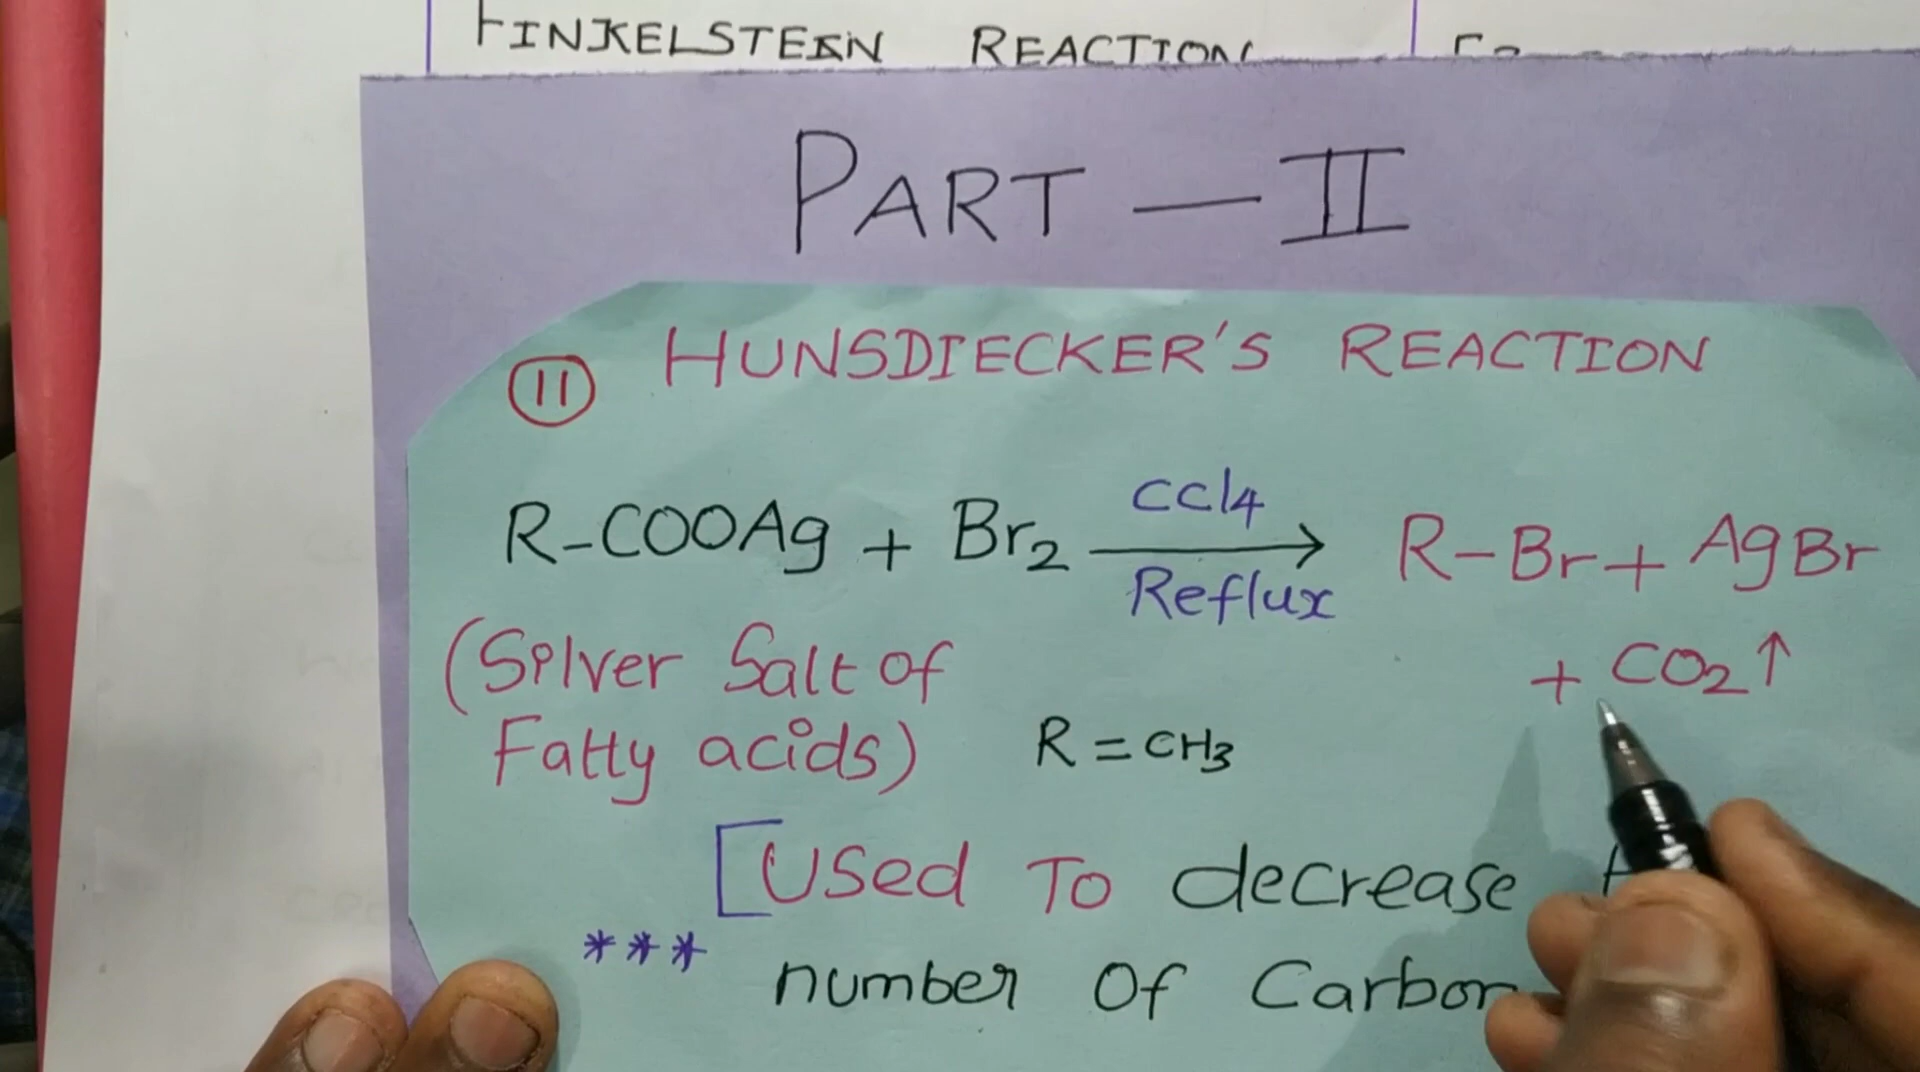 FINKELSTEIN REACTION
PART-II
11 HUNSDIECKER'S REACTION
R-COOAg + Br2 CCl4 Reflux → R-Br + AgBr
+ CO2↑
(Silver Salt of
Fatty acids) R = CH3
[Used To decrease
*** number Of Carbon